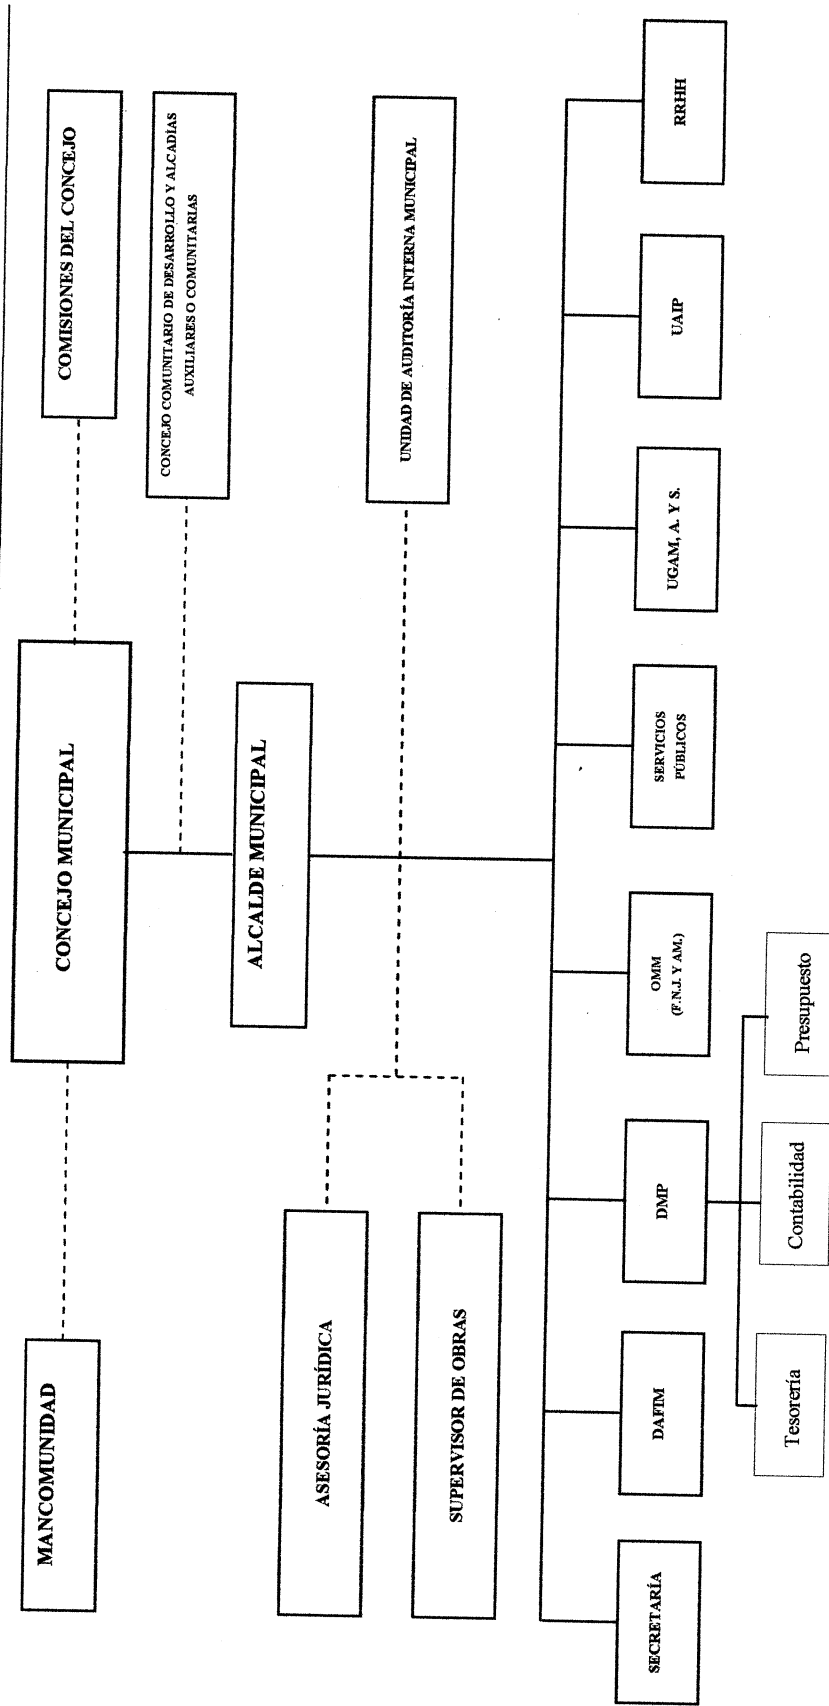 CONCEJO MUNICIPAL
MANCOMUNIDAD
COMISIONES DEL CONCEJO
CONCEJO COMUNITARIO DE DESARROLLO Y ALCADÍAS
AUXILIARES O COMUNITARIAS
ALCALDE MUNICIPAL
ASESORÍA JURÍDICA
UNIDAD DE AUDITORÍA INTERNA MUNICIPAL
SUPERVISOR DE OBRAS
SECRETARÍA
DAFIM
DMP
OMM
(F.N.J. Y AM.)
SERVICIOS
PÚBLICOS
UGAM, A. Y S.
UAIP
RRHH
Tesorería
Contabilidad
Presupuesto